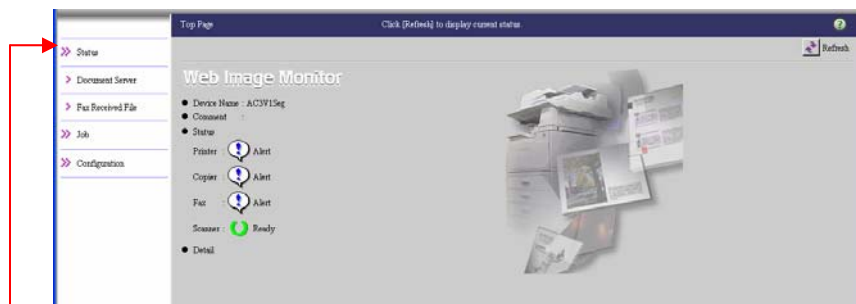 Top Page
Click [Refresh] to display current status.
Refresh
Status
Document Server
Fax Received File
Job
Configuration
Web Image Monitor
Device Name : AC3V1Seg
Comment :
Status
Printer : Alert
Copier : Alert
Fax : Alert
Scanner : Ready
Detail